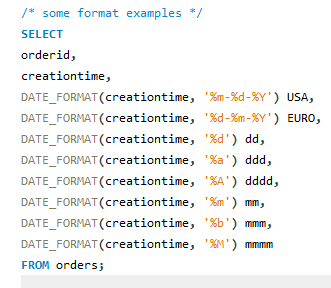 /* some format examples */
SELECT
orderid,
creationtime,
DATE_FORMAT(creationtime, '%m-%d-%Y') USA,
DATE_FORMAT(creationtime, '%d-%m-%Y') EURO,
DATE_FORMAT(creationtime, '%d') dd,
DATE_FORMAT(creationtime, '%a') ddd,
DATE_FORMAT(creationtime, '%A') dddd,
DATE_FORMAT(creationtime, '%m') mm,
DATE_FORMAT(creationtime, '%b') mmm,
DATE_FORMAT(creationtime, '%M') mmmm
FROM orders;